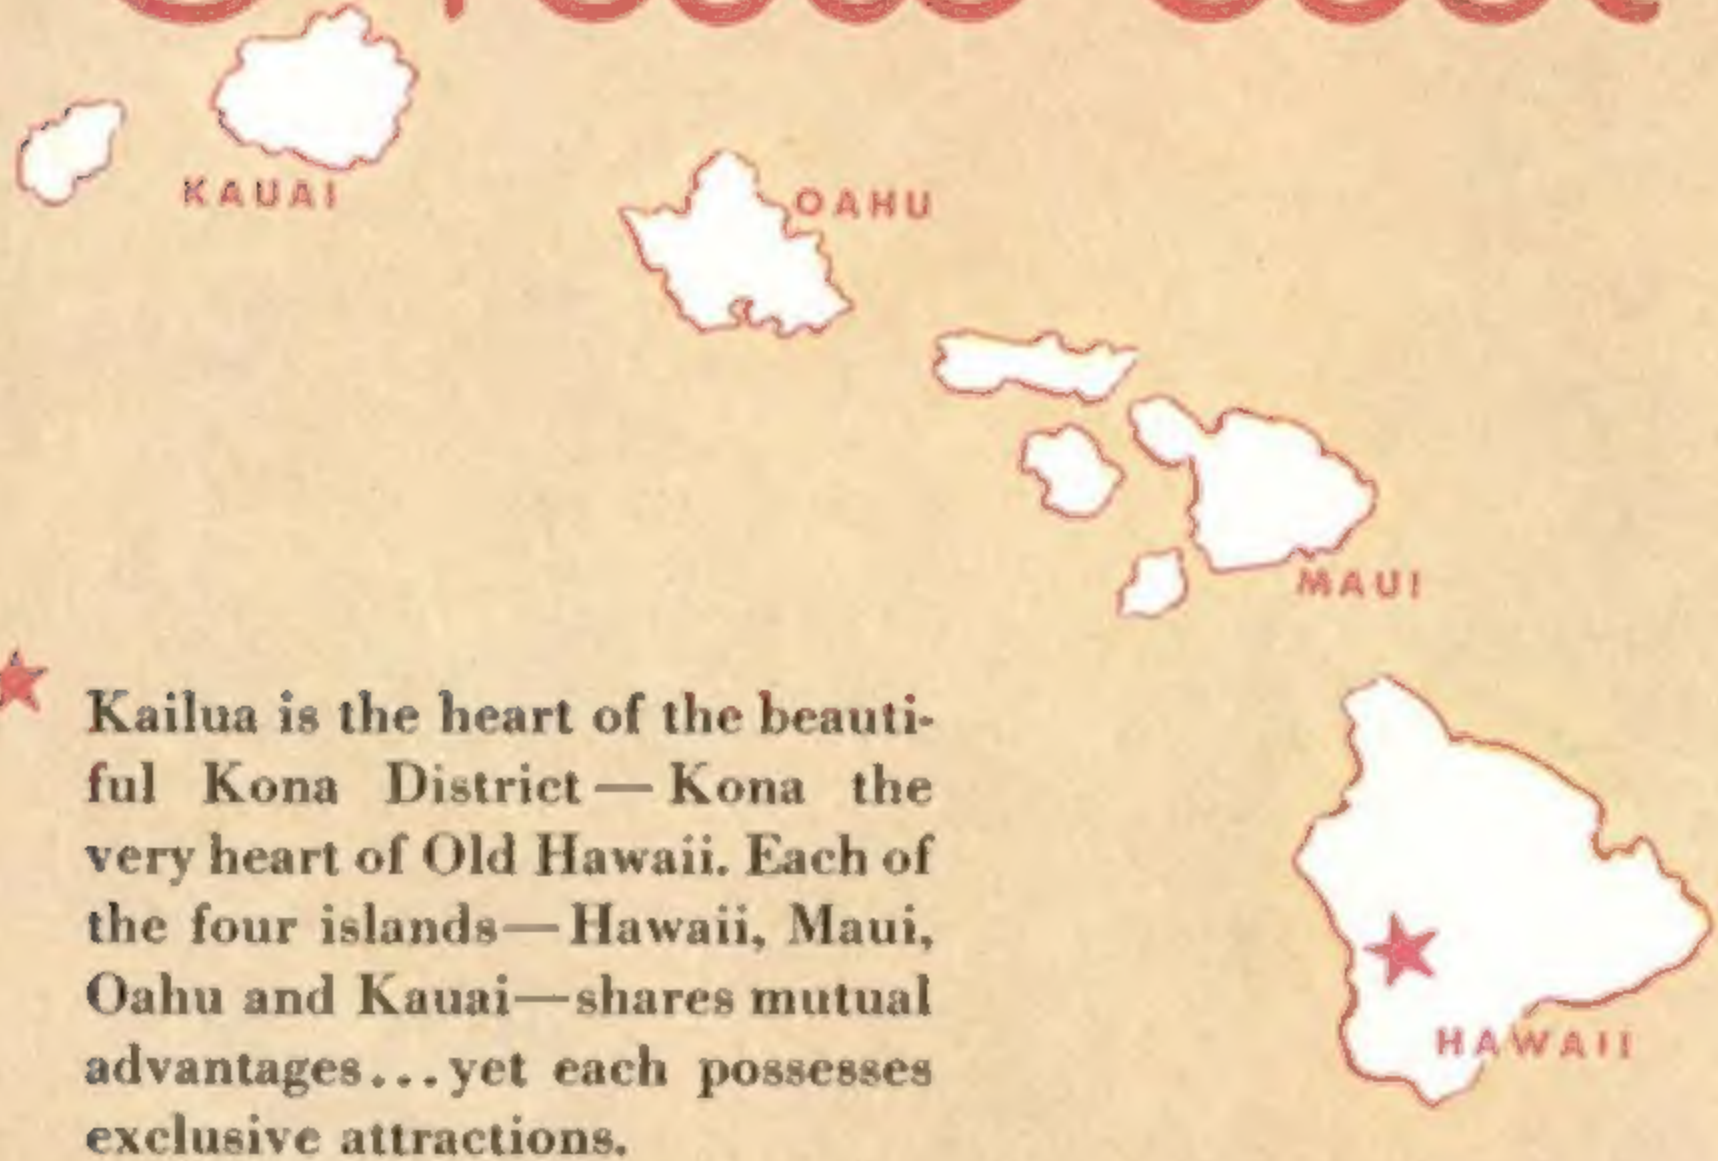 KAUAI
OAHU
MAUI
Kailua is the heart of the beauti-
ful Kona District — Kona the
very heart of Old Hawaii. Each of
the four islands—Hawaii, Maui,
Oahu and Kauai—shares mutual
advantages...yet each possesses
exclusive attractions.
HAWAII